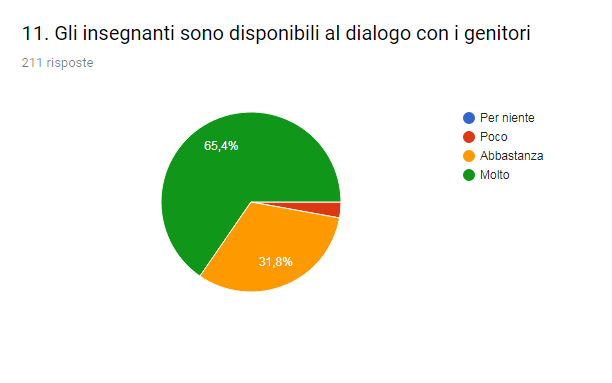 11. Gli insegnanti sono disponibili al dialogo con i genitori
211 risposte
65,4%
31,8%
Per niente
Poco
Abbastanza
Molto